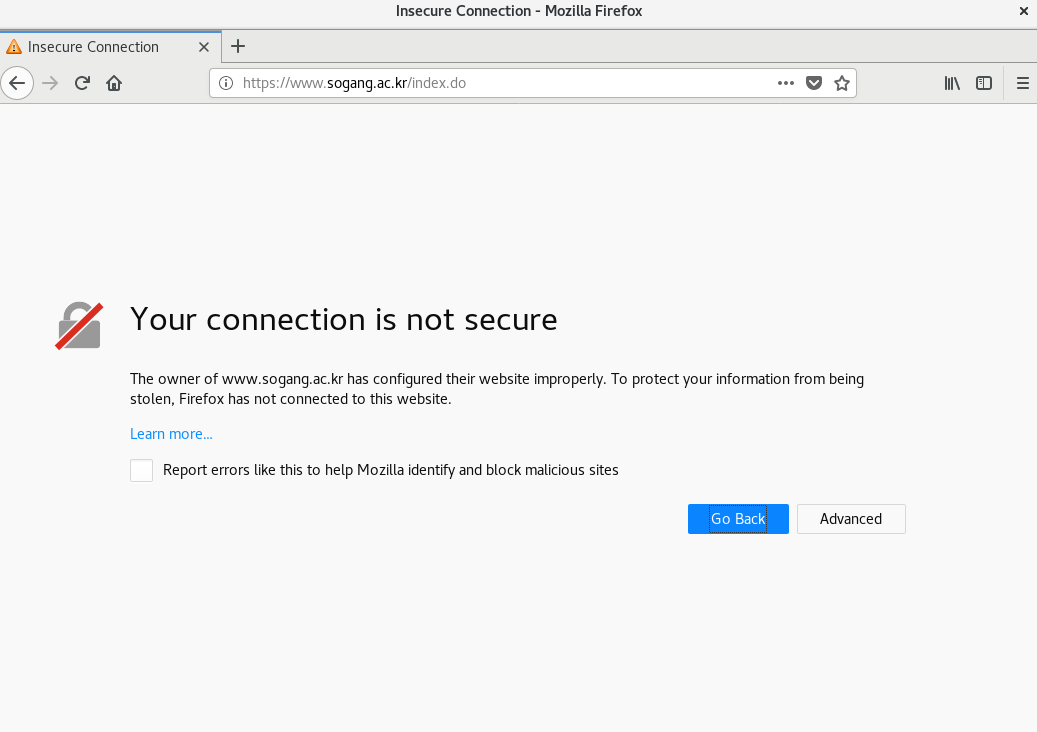 Insecure Connection - Mozilla Firefox
Insecure Connection
https://www.sogang.ac.kr/index.do
Your connection is not secure
The owner of www.sogang.ac.kr has configured their website improperly. To protect your information from being
stolen, Firefox has not connected to this website.
Learn more...
Report errors like this to help Mozilla identify and block malicious sites
Go Back
Advanced